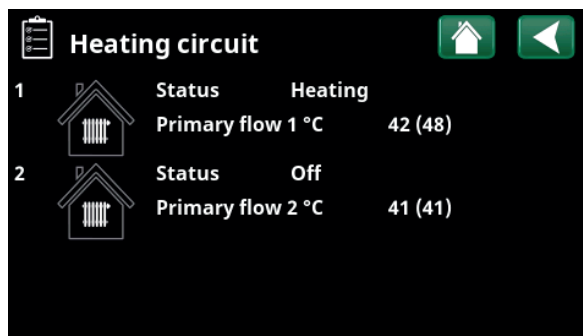 Heating circuit
1 Status Heating
Primary flow 1 °C 42 (48)
2 Status Off
Primary flow 2 °C 41 (41)